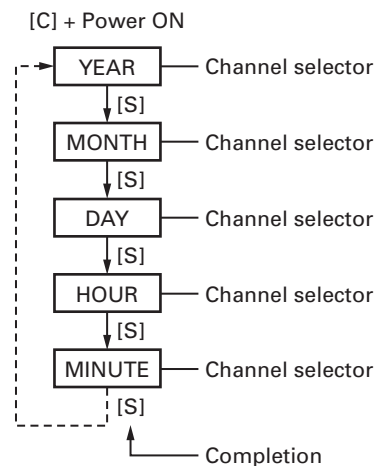 [C] + Power ON
YEAR Channel selector
[S]
MONTH Channel selector
[S]
DAY Channel selector
[S]
HOUR Channel selector
[S]
MINUTE Channel selector
[S]
Completion